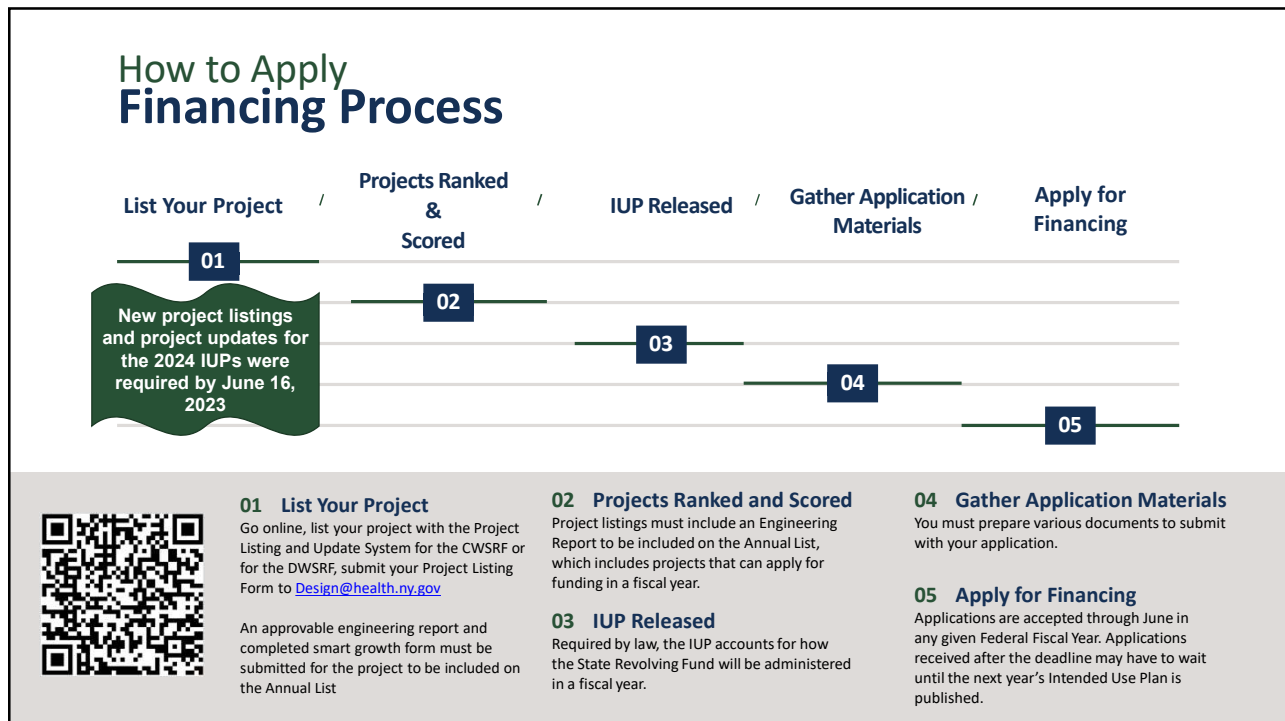 How to Apply
Financing Process
List Your Project
/
Projects Ranked
&
Scored
/
IUP Released
/
Gather Application
Materials
/
Apply for
Financing
01
02
03
04
05
New project listings
and project updates for
the 2024 IUPs were
required by June 16,
2023
01 List Your Project
Go online, list your project with the Project
Listing and Update System for the CWSRF or
for the DWSRF, submit your Project Listing
Form to Design@health.ny.gov
An approvable engineering report and
completed smart growth form must be
submitted for the project to be included on
the Annual List
02 Projects Ranked and Scored
Project listings must include an Engineering
Report to be included on the Annual List,
which includes projects that can apply for
funding in a fiscal year.
03 IUP Released
Required by law, the IUP accounts for how
the State Revolving Fund will be administered
in a fiscal year.
04 Gather Application Materials
You must prepare various documents to submit
with your application.
05 Apply for Financing
Applications are accepted through June in
any given Federal Fiscal Year. Applications
received after the deadline may have to wait
until the next year's Intended Use Plan is
published.